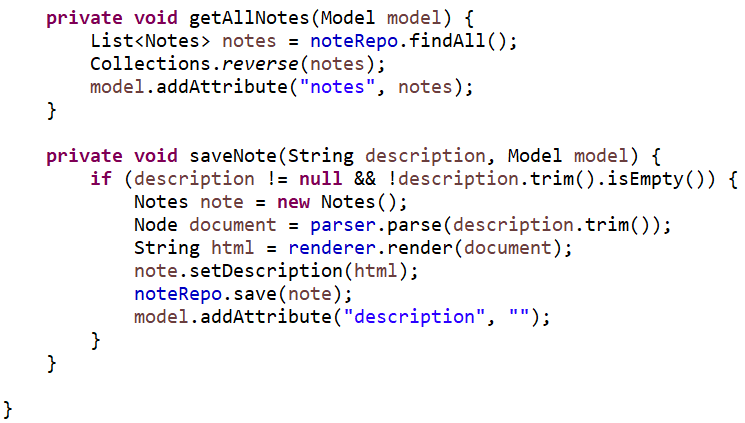 private void getAllNotes(Model model) {
List<Notes> notes = noteRepo.findAll();
Collections.reverse(notes);
model.addAttribute("notes", notes);
}
private void saveNote(String description, Model model) {
if (description != null && !description.trim().isEmpty()) {
Notes note = new Notes();
Node document = parser.parse(description.trim());
String html = renderer.render(document);
note.setDescription(html);
noteRepo.save(note);
model.addAttribute("description", "");
}
}
}